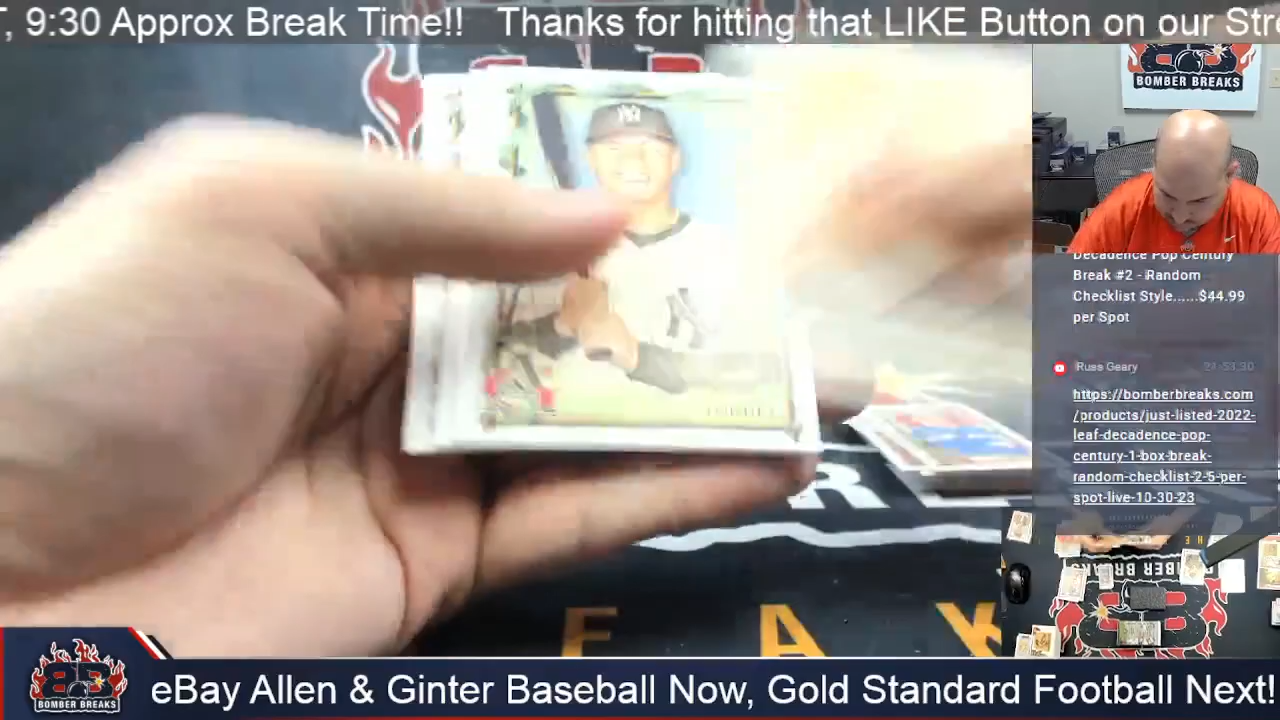 , 9:30 Approx Break Time!! Thanks for hitting that LIKE Button on our Stre
BOMBER BREAKS
Decadence Pop Century
Break #2 - Random
Checklist Style......$44.99
per Spot
Russ Geary
https://bomberbreaks.com
/products/just-listed-2022-
leaf-decadence-pop-
century-1-box-break-
random-checklist-2-5-per-
spot-live-10-30-23
F A X
BOMBER BREAKS
eBay Allen & Ginter Baseball Now, Gold Standard Football Next!